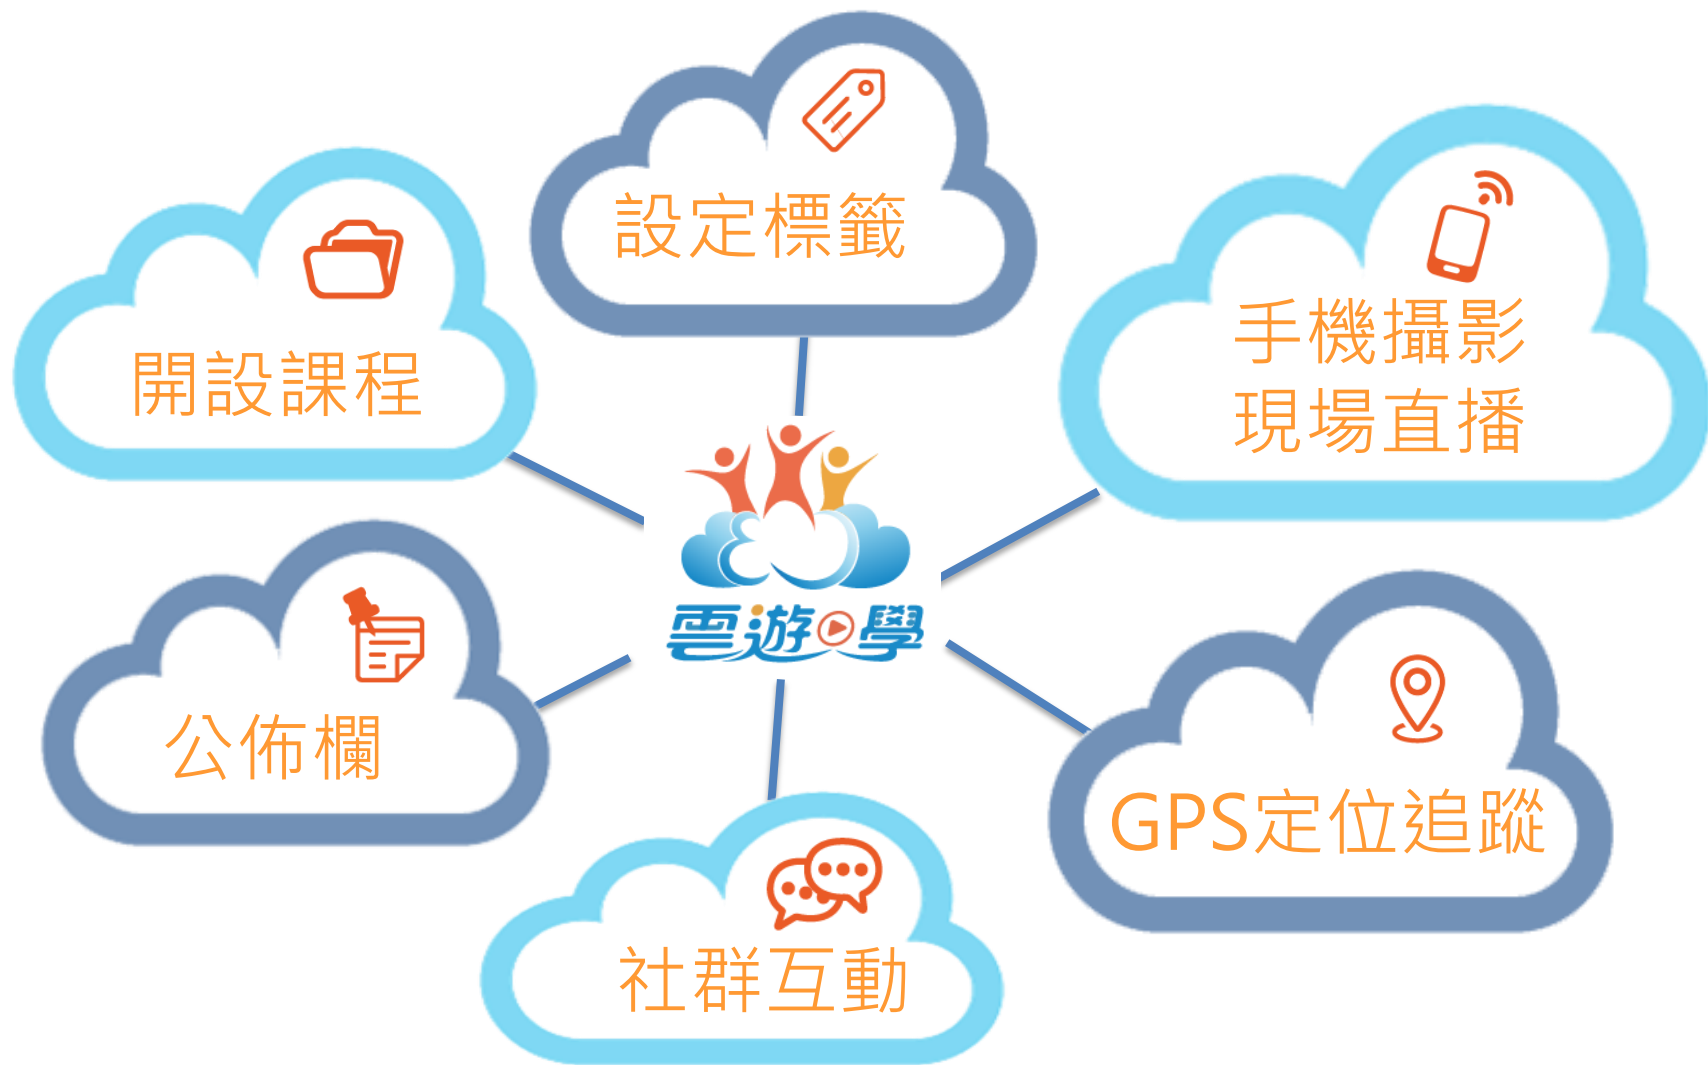 設定標籤
開設課程
手機攝影
現場直播
雲遊學
公佈欄
GPS定位追蹤
社群互動